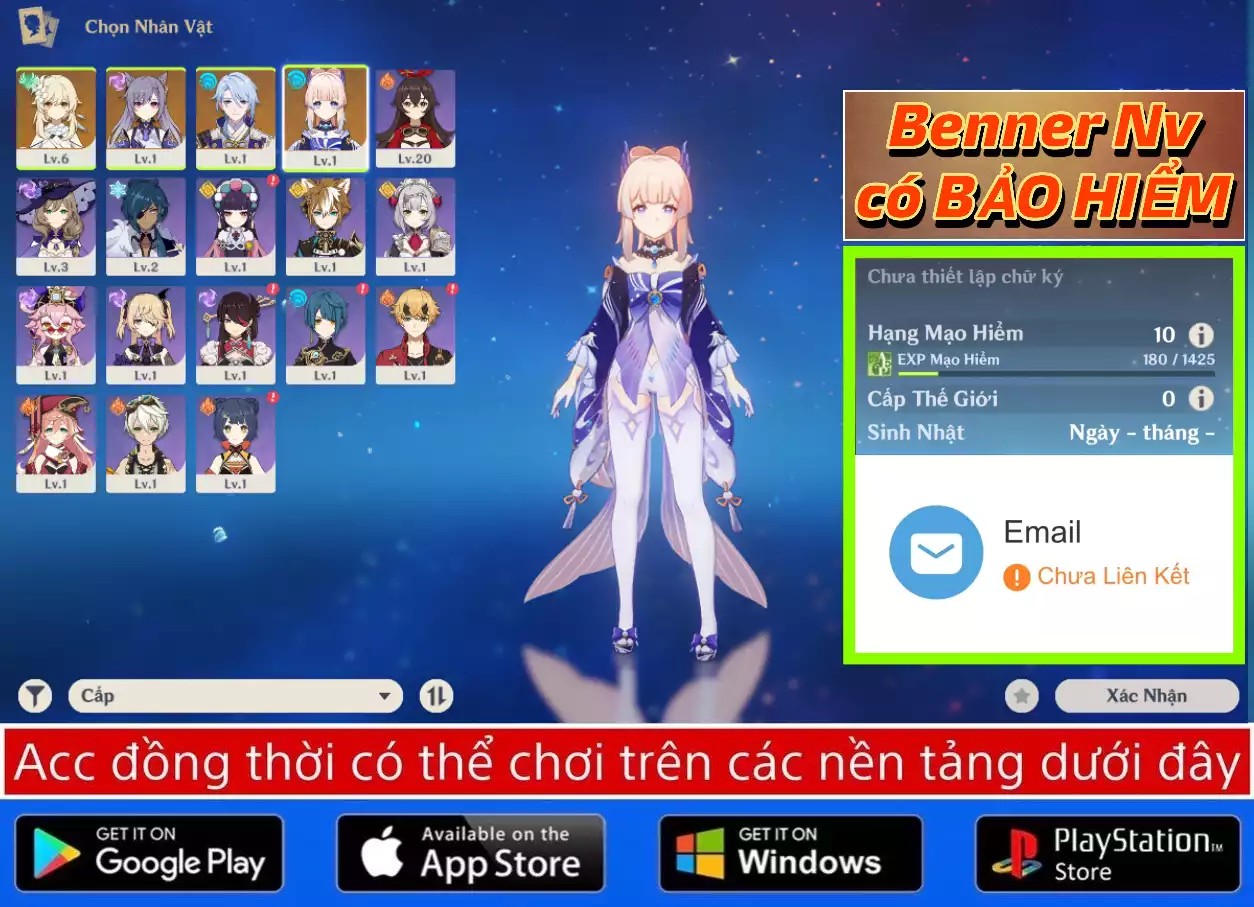 Chọn Nhân Vật
Lv.6
Lv.1
Lv.1
Lv.1
Lv.20
Lv.3
Lv.2
Lv.1
Lv.1
Lv.1
Lv.1
Lv.1
Lv.1
Lv.1
Lv.1
Lv.1
Lv.1
Lv.1
Benner Nv
có BẢO HIỂM
Chưa thiết lập chữ ký
Hạng Mạo Hiểm 10
EXP Mạo Hiểm 180 / 1425
Cấp Thế Giới 0
Sinh Nhật Ngày - tháng -
Email
Chưa Liên Kết
Cấp
Xác Nhận
Acc đồng thời có thể chơi trên các nền tảng dưới đây
GET IT ON
Google Play
Available on the
App Store
GET IT ON
Windows
PlayStation TM
Store